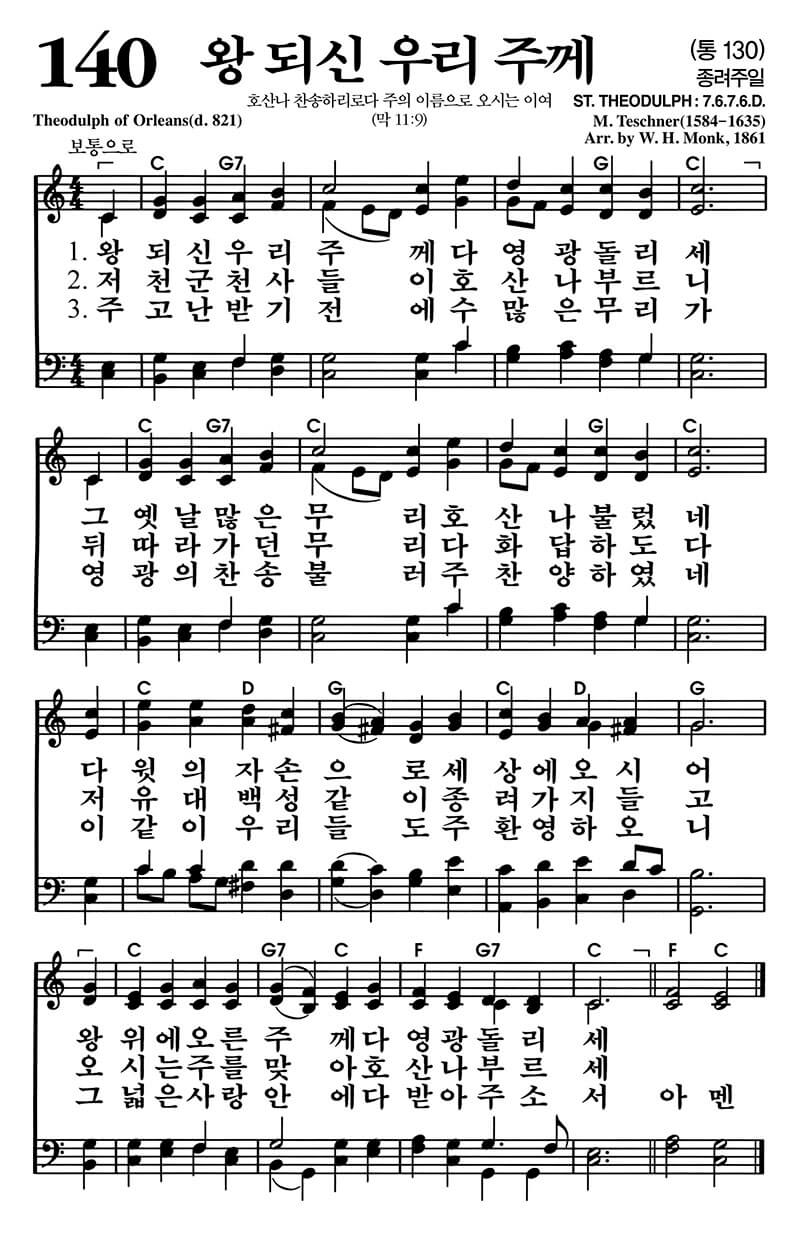 140 왕 되신 우리 주께 (통 130)
종려주일
호산나 찬송하리로다 주의 이름으로 오시는 이여 ST. THEODULPH : 7.6.7.6.D.
Theodulph of Orleans(d. 821) (막 11:9) M. Teschner(1584-1635)
Arr. by W. H. Monk, 1861
보통으로
C G7 C G C
4 4
1. 왕 되 신 우 리 주 께 다 영 광 돌 리 세
2. 저 천 군 천 사 들 이 호 산 나 부 르 니
3. 주 고 난 받 기 전 에 수 많 은 무 리 가
4 4
C G7 C G C
그 옛 날 많 은 무 리 호 산 나 불 렀 네
뒤 따 라 가 던 무 리 다 화 답 하 도 다
영 광 의 찬 송 불 러 주 찬 양 하 였 네
C D G C D G
다 윗 의 자 손 으 로 세 상 에 오 시 어
저 유 대 백 성 같 이 종 려 가 지 들 고
이 같 이 우 리 들 도 주 환 영 하 오 니
C G7 C F G7 C F C
왕 위 에 오 른 주 께 다 영 광 돌 리 세
오 시 는 주 를 맞 아 호 산 나 부 르 세
그 넓 은 사 랑 안 에 다 받 아 주 소 서 아 멘